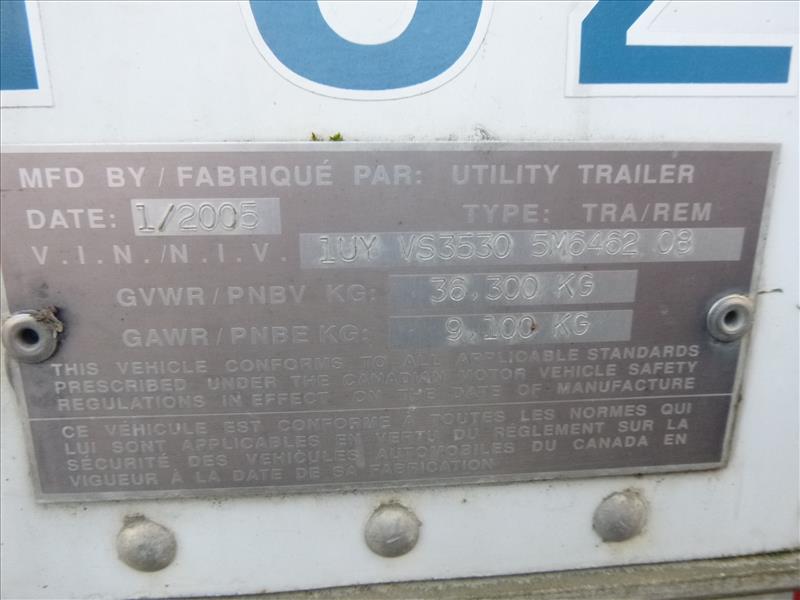 02
MFD BY / FABRIQUÉ PAR: UTILITY TRAILER
DATE: 1/2005 TYPE: TRA/REM
V.I.N./N.I.V. 1UY VS3530 5M6462 08
GVWR / PNBV KG: 36,300 KG
GAWR / PNBE KG: 9,100 KG
THIS VEHICLE CONFORMS TO ALL APPLICABLE STANDARDS
PRESCRIBED UNDER THE CANADIAN MOTOR VEHICLE SAFETY
REGULATIONS IN EFFECT ON THE DATE OF MANUFACTURE
CE VÉHICULE EST CONFORME À TOUTES LES NORMES QUI
LUI SONT APPLICABLES EN VERTU DU RÉGLEMENT SUR LA
SÉCURITÉ DES VÉHICULES AUTOMOBILES DU CANADA EN
VIGUEUR À LA DATE DE SA FABRICATION